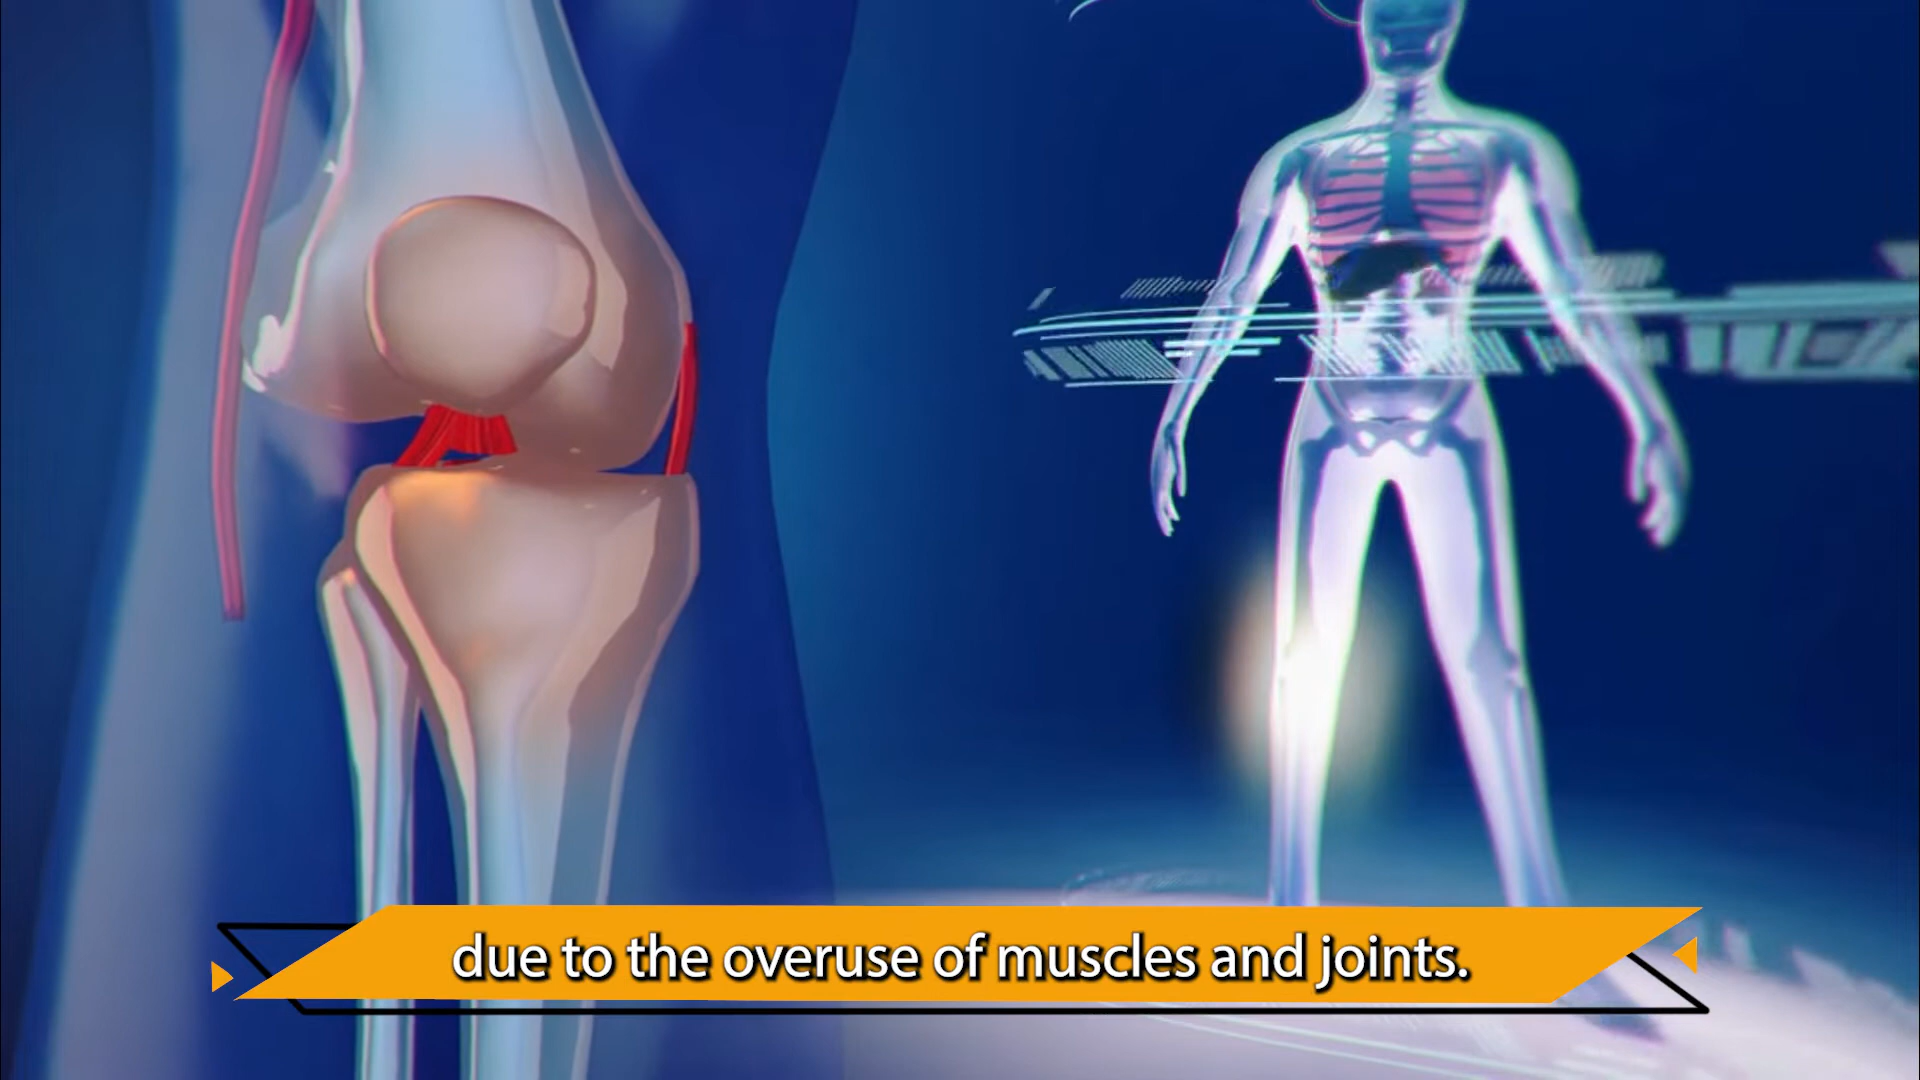 due to the overuse of muscles and joints.